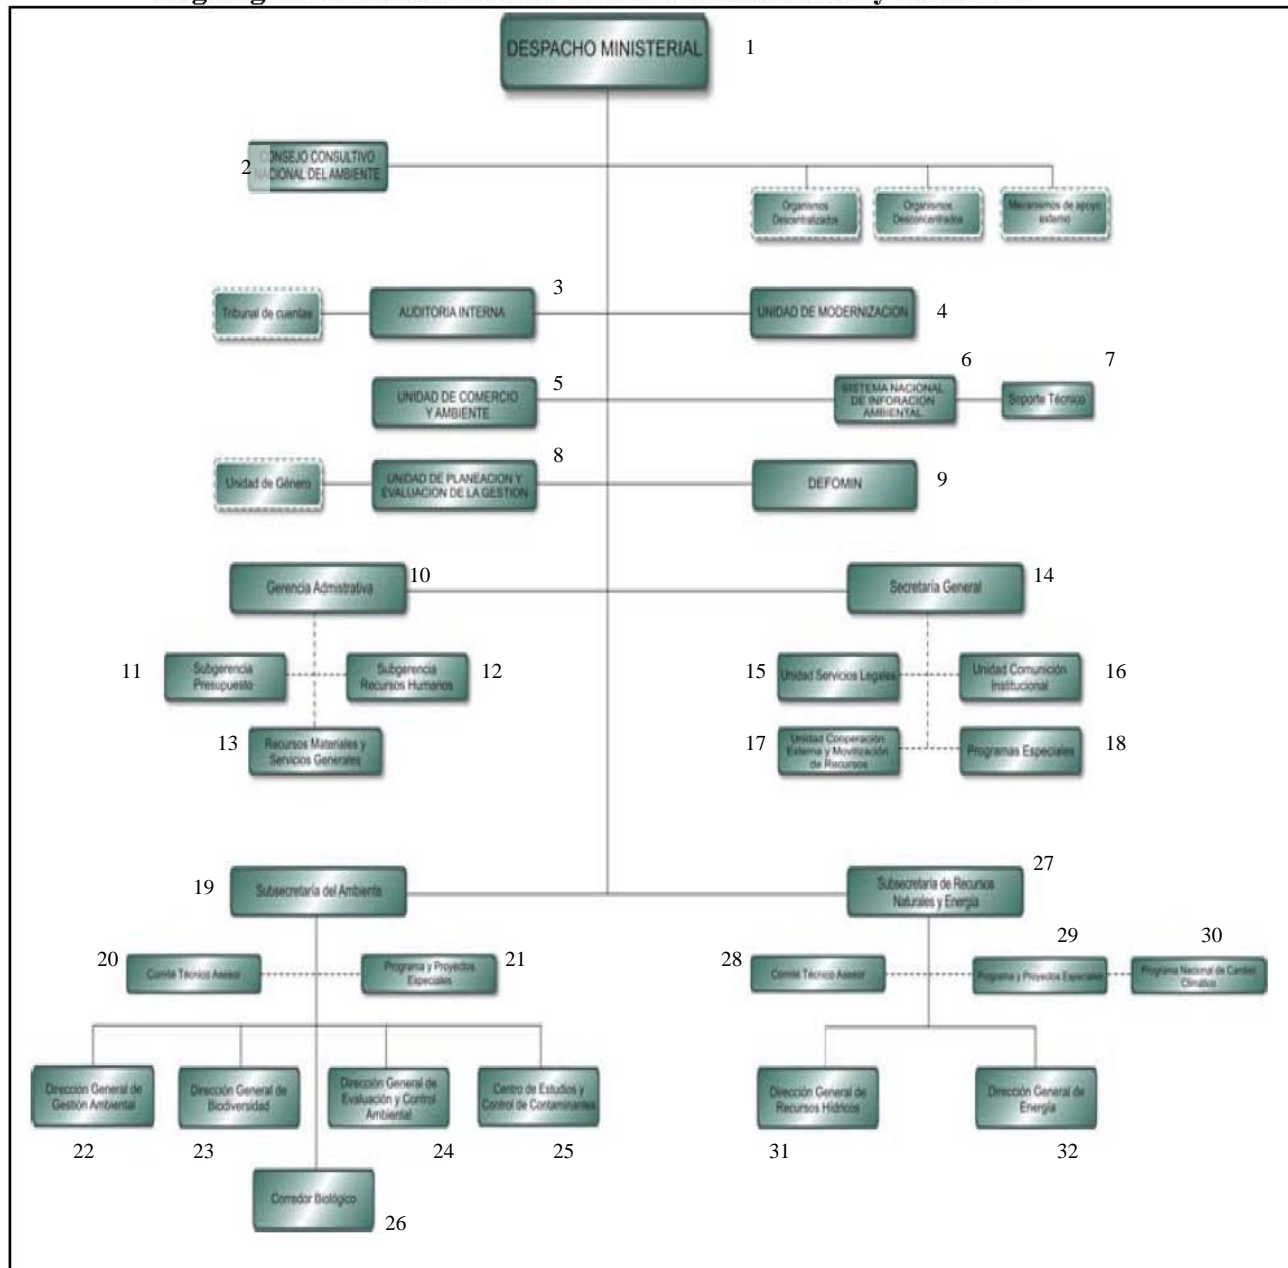 DESPACHO MINISTERIAL
1
2
CONSEJO CONSULTIVO
NACIONAL DEL AMBIENTE
Organismos
Descentralizados
Organismos
Desconcentrados
Mecanismos de apoyo
externo
3
Tribunal de cuentas
AUDITORIA INTERNA
UNIDAD DE MODERNIZACION
4
5
UNIDAD DE COMERCIO
Y AMBIENTE
6
SISTEMA NACIONAL
DE INFORACION
AMBIENTAL
7
Soporte Técnico
8
Unidad de Género
UNIDAD DE PLANEACION Y
EVALUACION DE LA GESTION
DEFOMIN
9
Gerencia Admistrativa
10
Secretaría General
14
11
Subgerencia
Presupuesto
Subgerencia
Recursos Humanos
12
13
Recursos Materiales y
Servicios Generales
15
Unidad Servicios Legales
Unidad Comunición
Institucional
16
17
Unidad Cooperación
Externa y Movilización
de Recursos
Programas Especiales
18
19
Subsecretaría del Ambiente
Subsecretaría de Recursos
Naturales y Energía
27
20
Comite Técnico Asesor
Programa y Proyectos
Especiales
21
28
Comite Técnico Asesor
29
Programa y Proyectos Especiales
30
Programa Nacional de Cambio
Climatico
Dirección General de
Gestión Ambiental
22
Dirección General de
Biodiversidad
23
Dirección General de
Evaluación y Control
Ambiental
24
Centro de Estudios y
Control de Contaminantes
25
Dirección General de
Recursos Hídricos
31
Dirección General de
Energía
32
Corredor Biológico
26